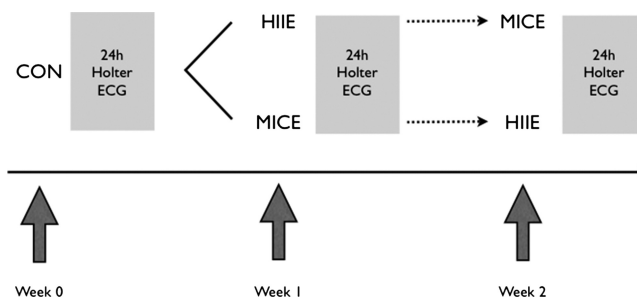 CON
24h
Holter
ECG
HIIE
MICE
24h
Holter
ECG
MICE
HIIE
24h
Holter
ECG
Week 0
Week 1
Week 2